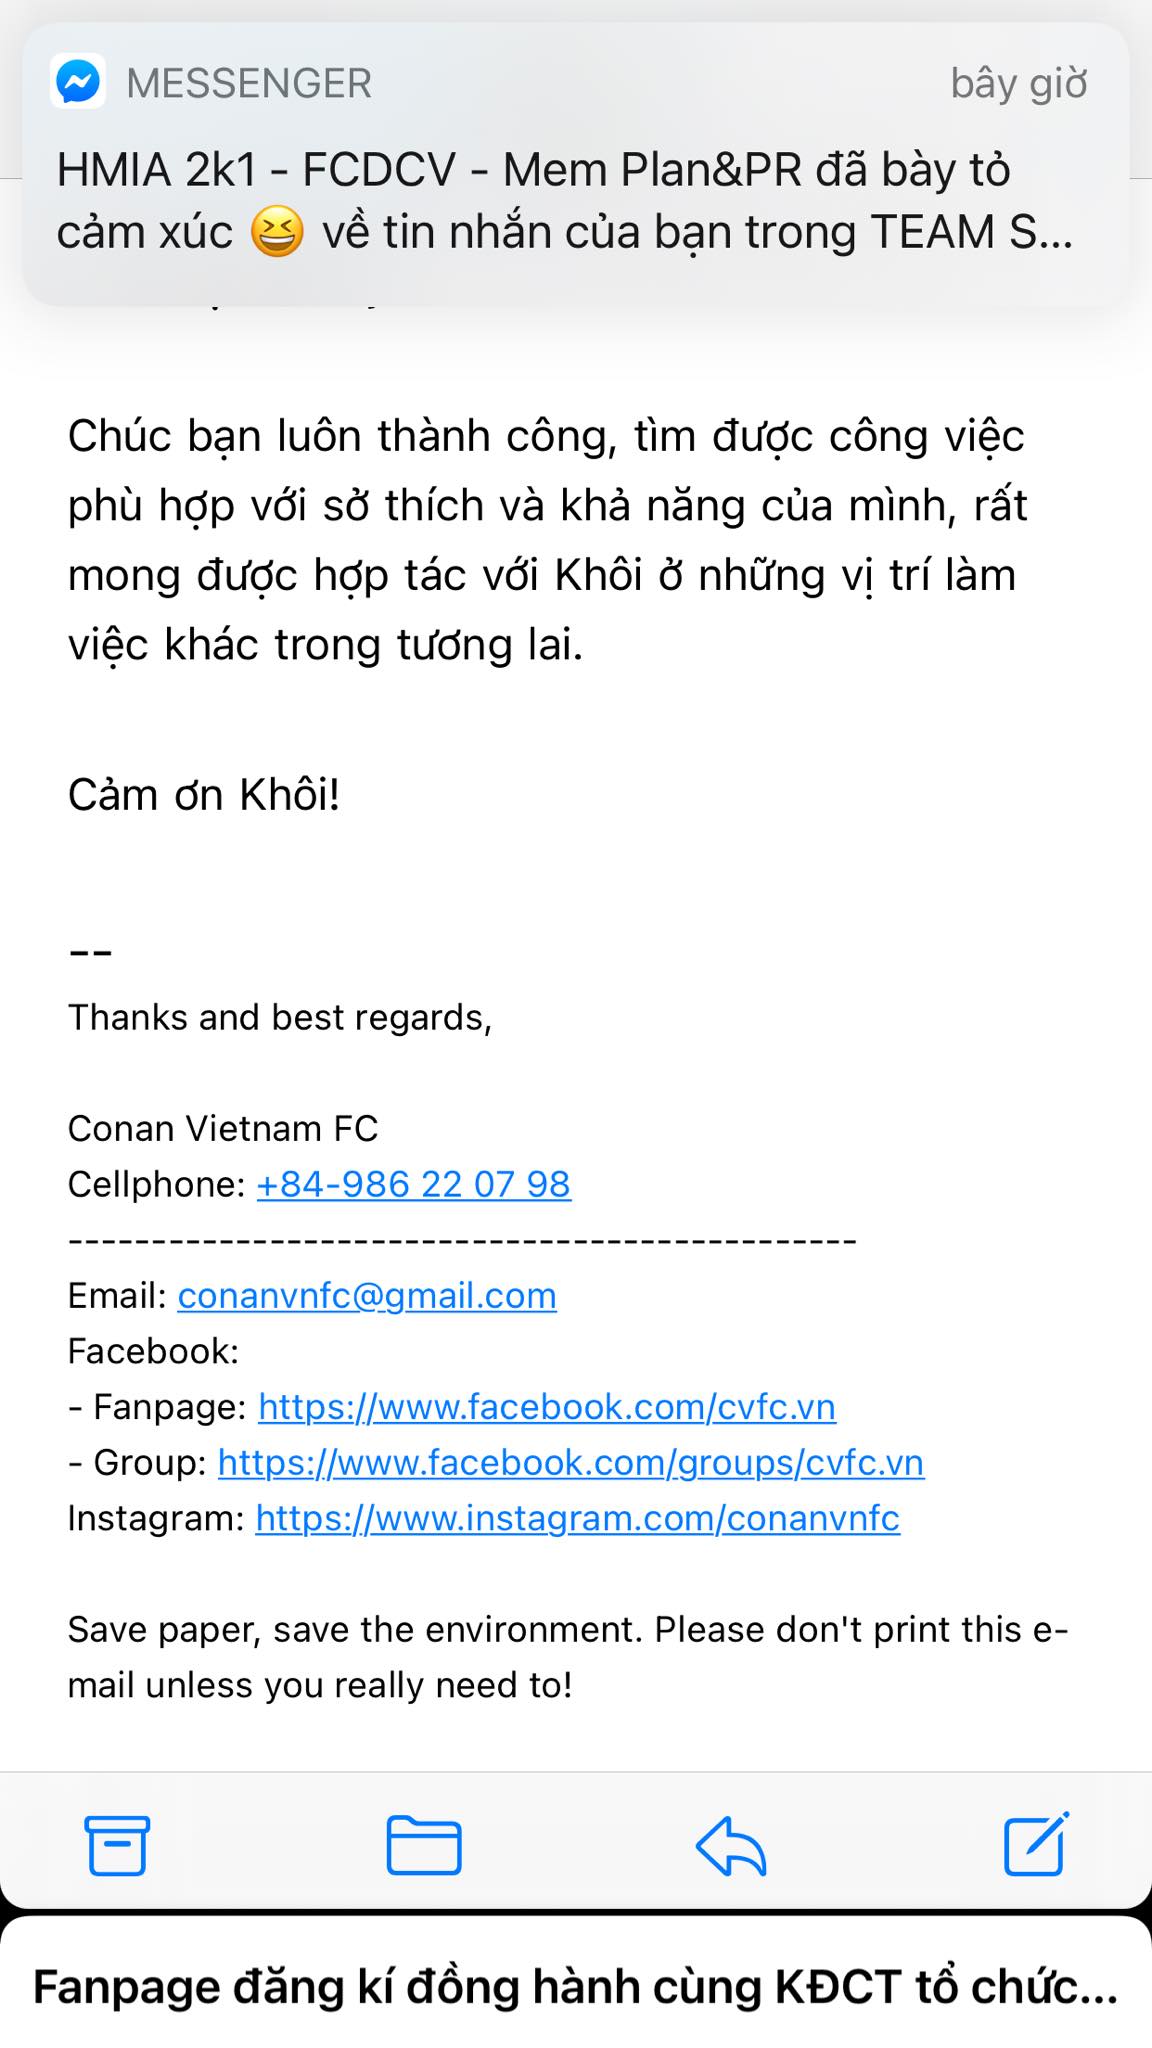 MESSENGER
bây giờ
HMIA 2k1 - FCDCV - Mem Plan&PR đã bày tỏ
cảm xúc 😆 về tin nhắn của bạn trong TEAM S...
Chúc bạn luôn thành công, tìm được công việc
phù hợp với sở thích và khả năng của mình, rất
mong được hợp tác với Khôi ở những vị trí làm
việc khác trong tương lai.
Cảm ơn Khôi!
--
Thanks and best regards,
Conan Vietnam FC
Cellphone: +84-986 22 07 98
-----------------------------------------------
Email: conanvnfc@gmail.com
Facebook:
- Fanpage: https://www.facebook.com/cvfc.vn
- Group: https://www.facebook.com/groups/cvfc.vn
Instagram: https://www.instagram.com/conanvnfc
Save paper, save the environment. Please don't print this e-
mail unless you really need to!
Fanpage đăng kí đồng hành cùng KĐCT tổ chức...